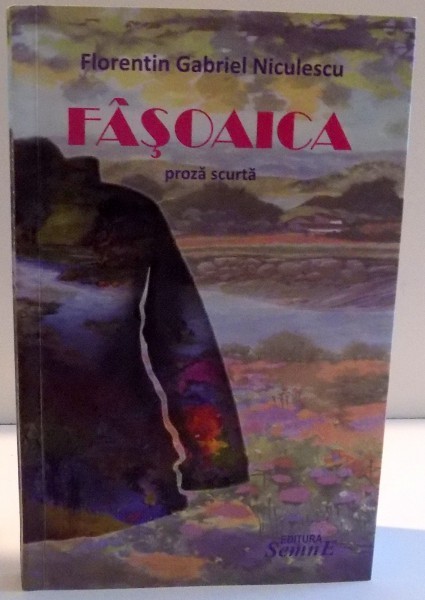 Florentin Gabriel Niculescu
FÂŞOAICA
proză scurtă
EDITURA
SemnE